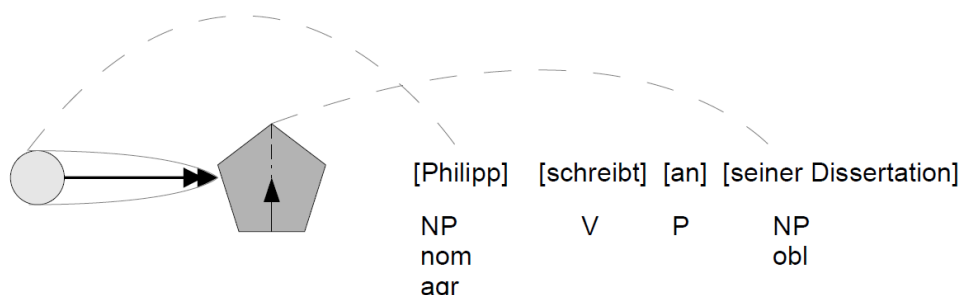 [Philipp] [schreibt] [an] [seiner Dissertation]
NP V P NP
nom obl
agr